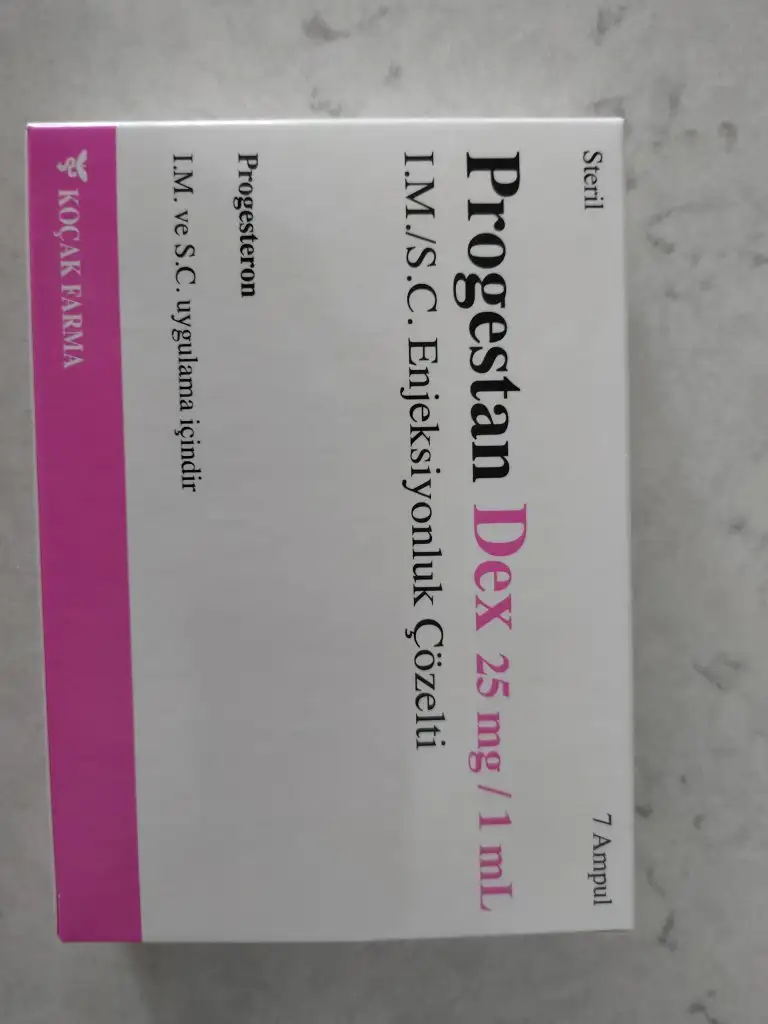 Steril
7 Ampul
Progestan Dex 25 mg / 1 mL
I.M./S.C. Enjeksiyonluk Çözelti
Progesteron
I.M. ve S.C. uygulama içindir
KOÇAK FARMA